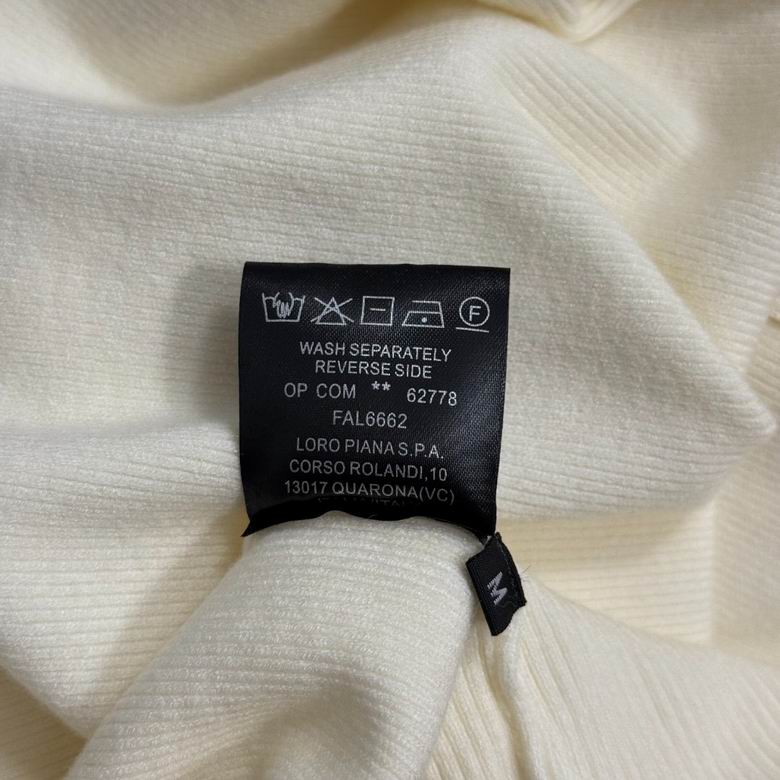 F
WASH SEPARATELY
REVERSE SIDE
OP COM ** 62778
FAL6662
LORO PIANA S.P.A.
CORSO ROLANDI,10
13017 QUARONA(VC)
M